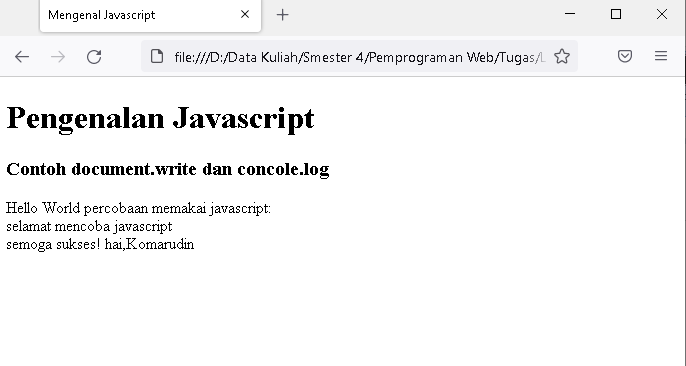 Mengenal Javascript
file:///D:/Data Kuliah/Smester 4/Pemprograman Web/Tugas/L
Pengenalan Javascript
Contoh document.write dan concole.log
Hello World percobaan memakai javascript:
selamat mencoba javascript
semoga sukses! hai,Komarudin